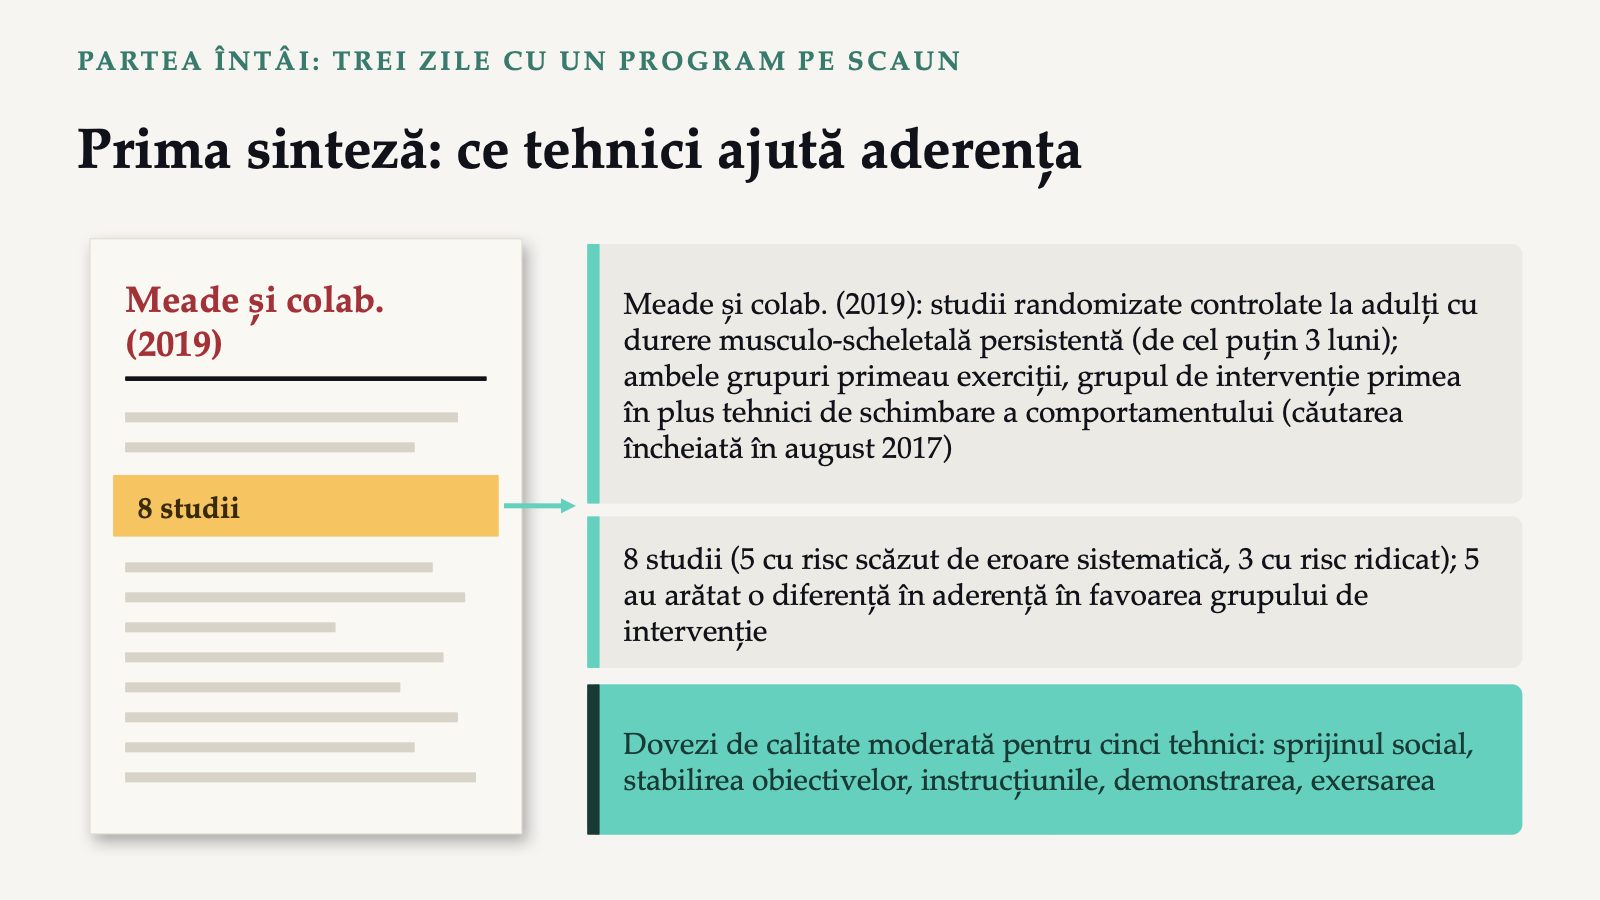 PARTEA ÎNTÂI: TREI ZILE CU UN PROGRAM PE SCAUN
Prima sinteză: ce tehnici ajută aderența
Meade și colab.
(2019)
8 studii
Meade și colab. (2019): studii randomizate controlate la adulți cu
durere musculo-scheletală persistentă (de cel puțin 3 luni);
ambele grupuri primeau exerciții, grupul de intervenție primea
în plus tehnici de schimbare a comportamentului (căutarea
încheiată în august 2017)
8 studii (5 cu risc scăzut de eroare sistematică, 3 cu risc ridicat); 5
au arătat o diferență în aderență în favoarea grupului de
intervenție
Dovezi de calitate moderată pentru cinci tehnici: sprijinul social,
stabilirea obiectivelor, instrucțiunile, demonstrarea, exersarea